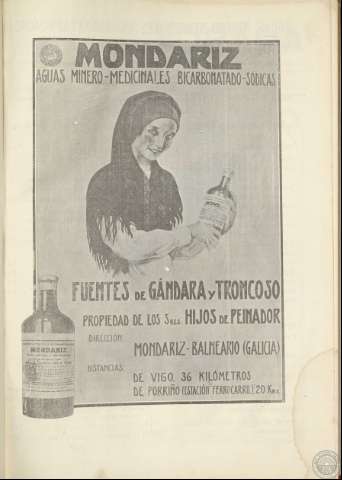 MONDARIZ
AGUAS MINERO-MEDICINALES BICARBONATADO-SÓDICAS
FUENTES DE GÁNDARA y TRONCOSO
PROPIEDAD DE LOS SRES. HIJOS DE PEINADOR
DIRECCIÓN:
MONDARIZ-BALNEARIO (GALICIA)
DISTANCIAS:
DE VIGO, 36 KILÓMETROS
DE PORRIÑO (ESTACIÓN FERROCARRIL) 20 KMS.
MONDARIZ